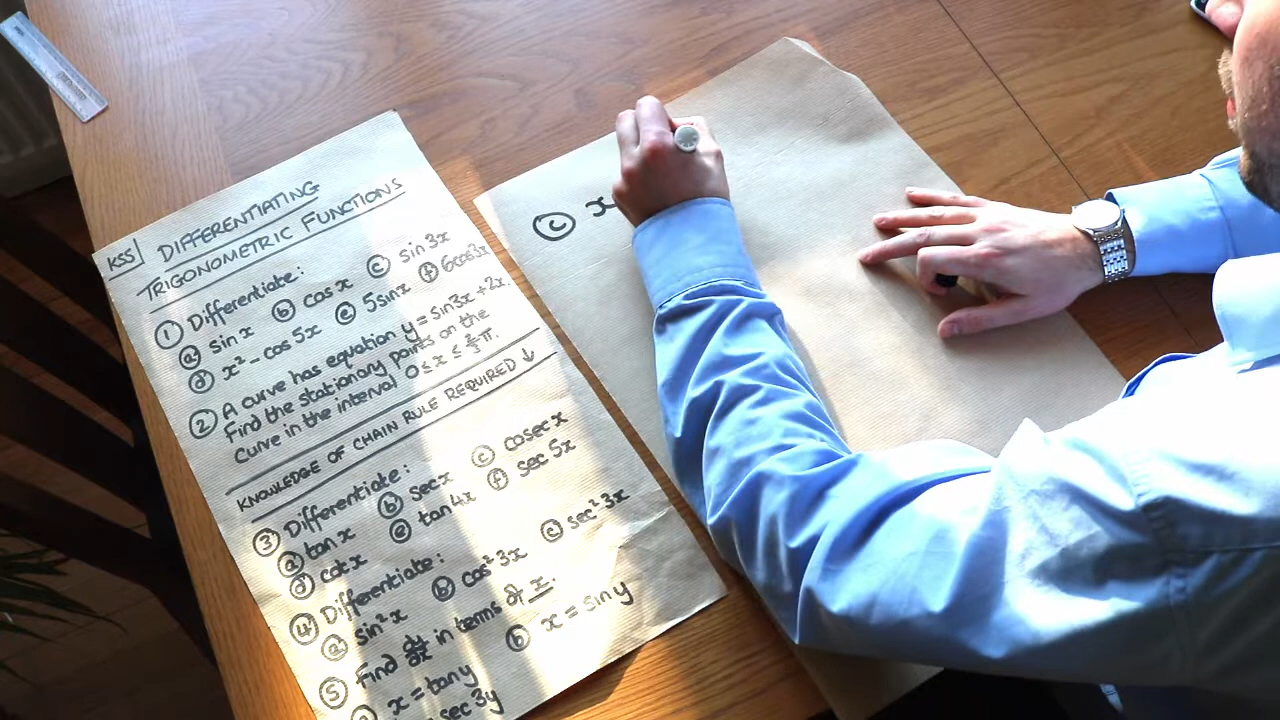 KSS DIFFERENTIATING
TRIGONOMETRIC FUNCTIONS
① Differentiate:
ⓐ sin x ⓑ cos x ⓒ sin 3x
ⓓ x² - cos 5x ⓔ 5sin x ⓕ 6cos3x
② A curve has equation y = sin3x + 2x.
Find the stationary points on the
curve in the interval 0 ≤ x ≤ ⅔π.
KNOWLEDGE OF CHAIN RULE REQUIRED ↓
③ Differentiate:
ⓐ tan x ⓑ sec x ⓒ cosec x
ⓓ cot x ⓔ tan 4x ⓕ sec 5x
④ Differentiate:
ⓐ sin² x ⓑ cos² 3x ⓒ sec² 3x
⑤ Find dy/dx in terms of x.
x = tan y ⓑ x = sin y
sec 3y
ⓒ x